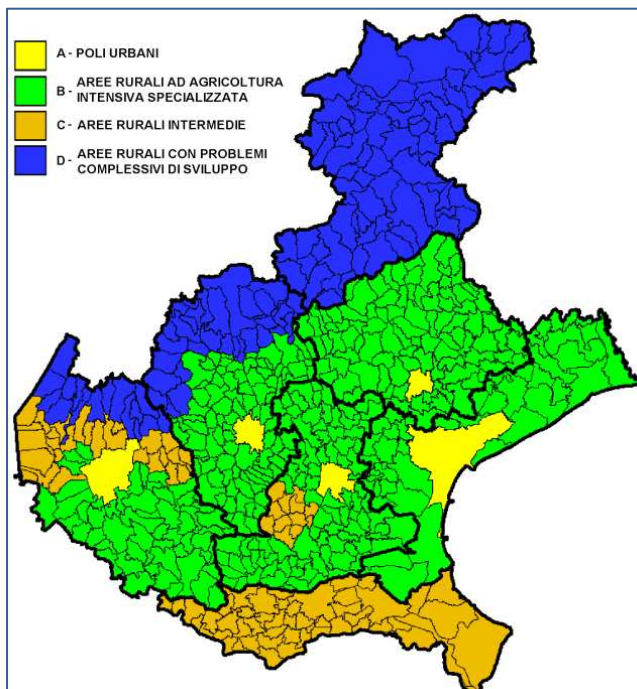 A - POLI URBANI
B - AREE RURALI AD AGRICOLTURA
INTENSIVA SPECIALIZZATA
C - AREE RURALI INTERMEDIE
D - AREE RURALI CON PROBLEMI
COMPLESSIVI DI SVILUPPO